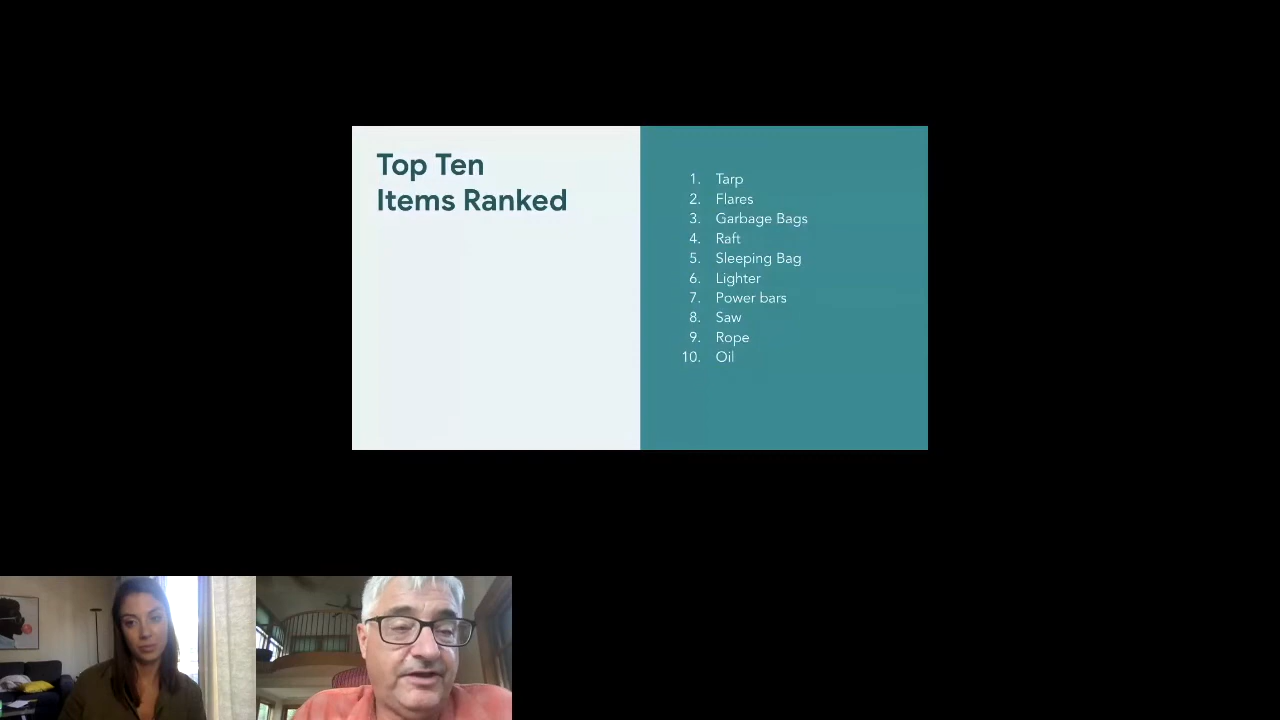 Top Ten
Items Ranked
1. Tarp
2. Flares
3. Garbage Bags
4. Raft
5. Sleeping Bag
6. Lighter
7. Power bars
8. Saw
9. Rope
10. Oil